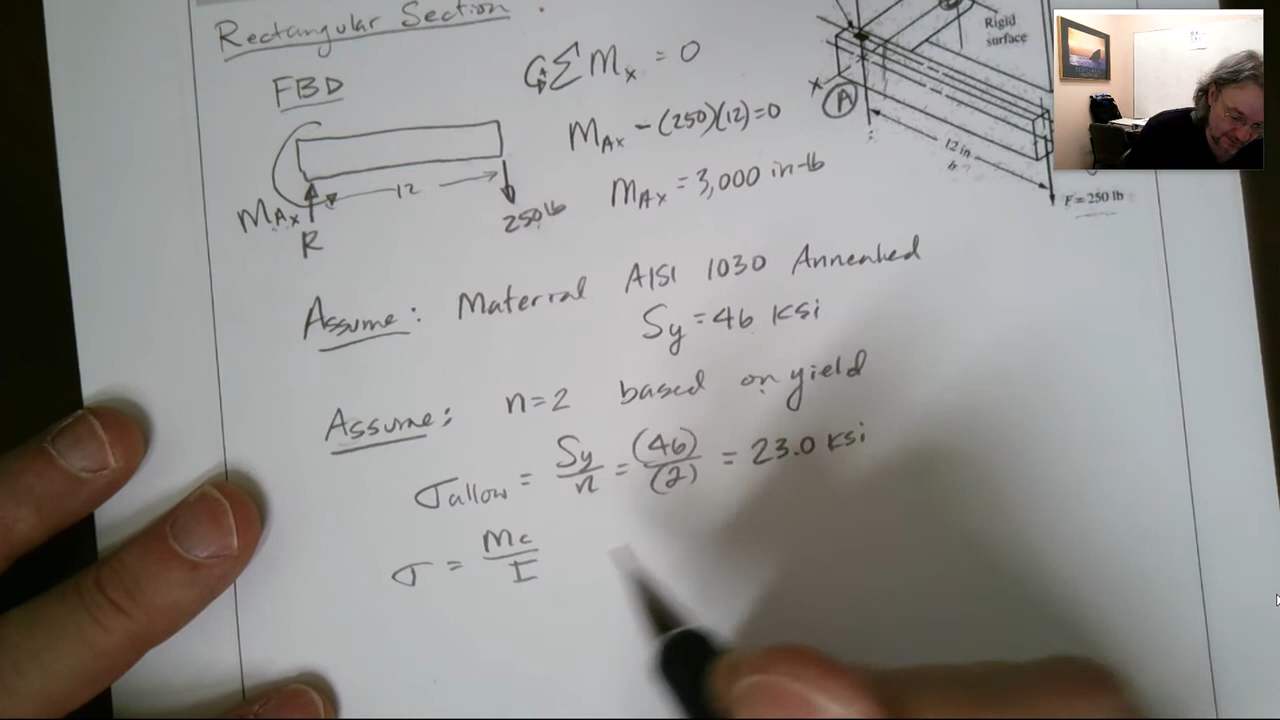 Rectangular Section .
FBD
↺ΣMx = 0
MAx - (250)(12) = 0
MAx = 3,000 in-lb
12
MAx
R
250 lb
Rigid
surface
x
A
12 in
F = 250 lb
Assume: Material AISI 1030 Annealed
Sy = 46 ksi
Assume: n=2 based on yield
σallow = Sy/n = (46)/(2) = 23.0 ksi
σ = Mc/I